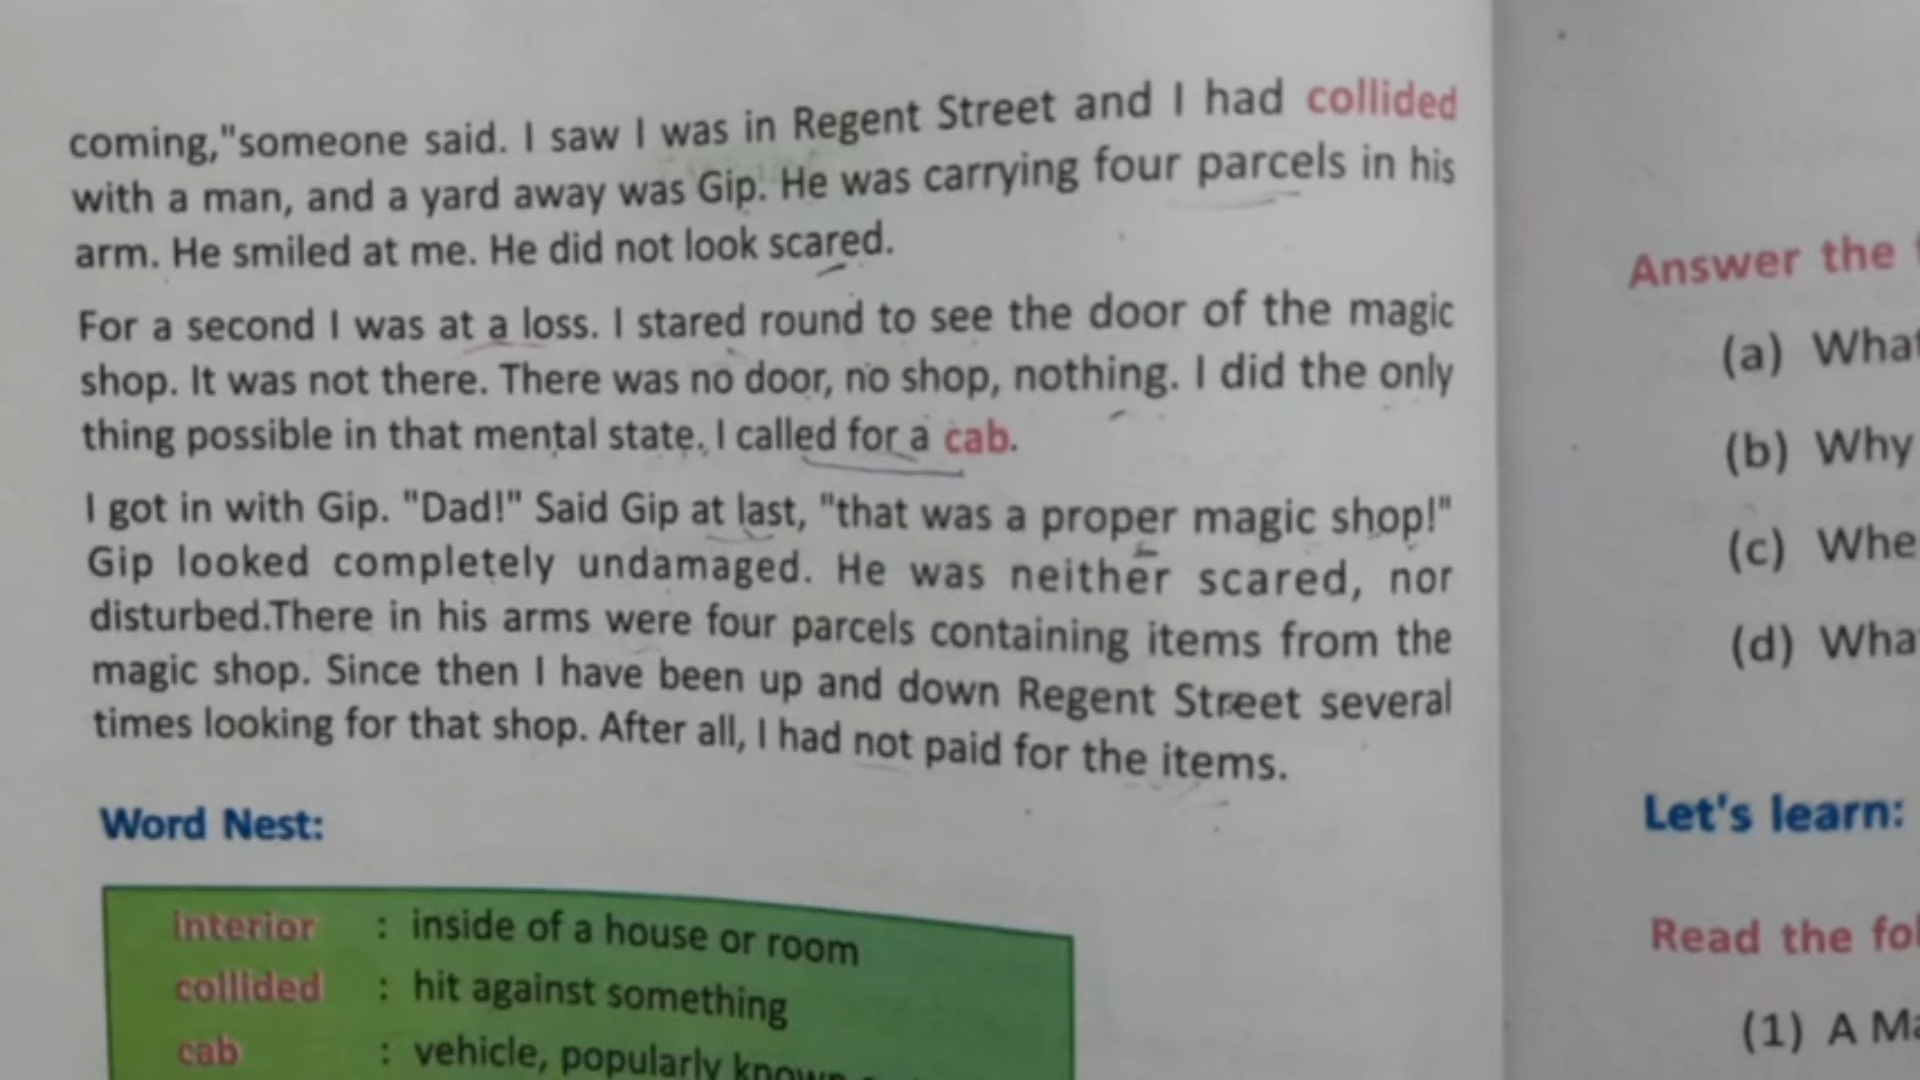 coming,"someone said. I saw I was in Regent Street and I had collided
with a man, and a yard away was Gip. He was carrying four parcels in his
arm. He smiled at me. He did not look scared.
For a second I was at a loss. I stared round to see the door of the magic
shop. It was not there. There was no door, no shop, nothing. I did the only
thing possible in that mental state. I called for a cab.
I got in with Gip. "Dad!" Said Gip at last, "that was a proper magic shop!"
Gip looked completely undamaged. He was neither scared, nor
disturbed.There in his arms were four parcels containing items from the
magic shop. Since then I have been up and down Regent Street several
times looking for that shop. After all, I had not paid for the items.
Word Nest:
interior : inside of a house or room
collided : hit against something
cab : vehicle, popularly known
Answer the
(a) What
(b) Why
(c) Whe
(d) Wha
Let's learn:
Read the fol
(1) A Ma